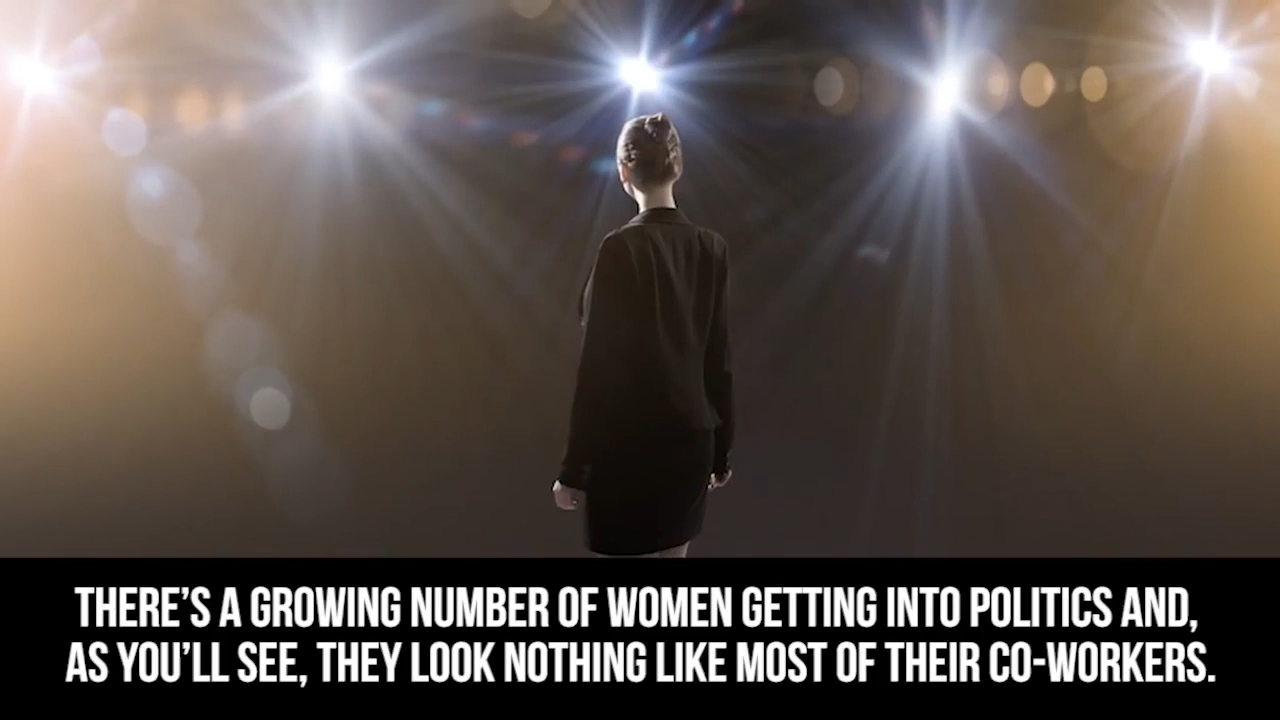 THERE'S A GROWING NUMBER OF WOMEN GETTING INTO POLITICS AND,
AS YOU'LL SEE, THEY LOOK NOTHING LIKE MOST OF THEIR CO-WORKERS.